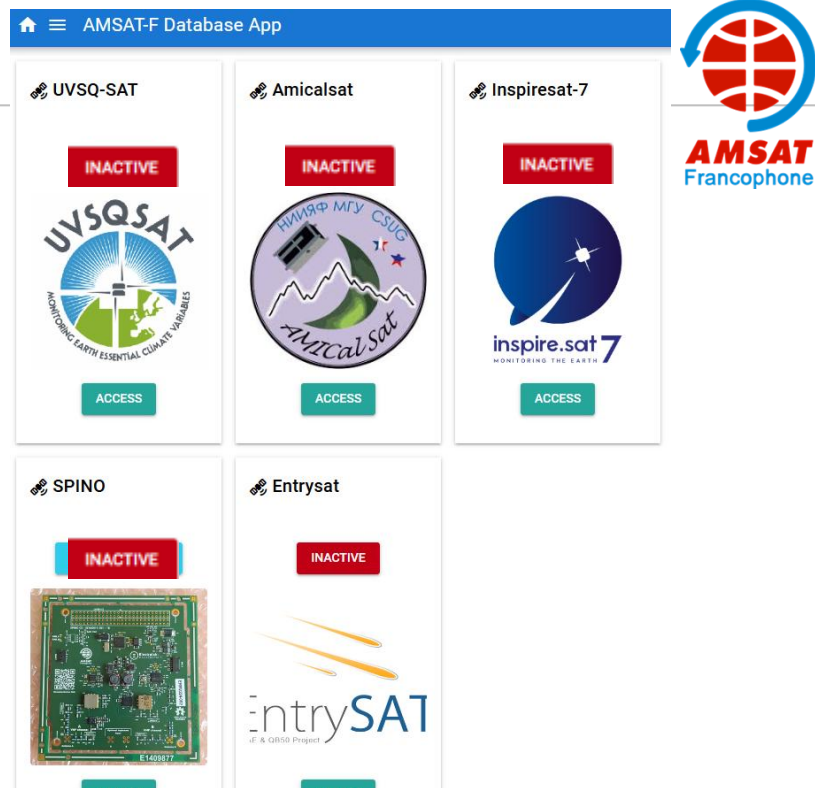 AMSAT-F Database App
AMSAT
Francophone
UVSQ-SAT
INACTIVE
UVSQSAT
MONITORING EARTH ESSENTIAL CLIMATE VARIABLES
ACCESS
Amicalsat
INACTIVE
НИИЯФ МГУ CSUG
AMICal Sat
ACCESS
Inspiresat-7
INACTIVE
inspire.sat 7
MONITORING THE EARTH
ACCESS
SPINO
INACTIVE
E1409877
Entrysat
INACTIVE
EntrySAT
& QB50 Project